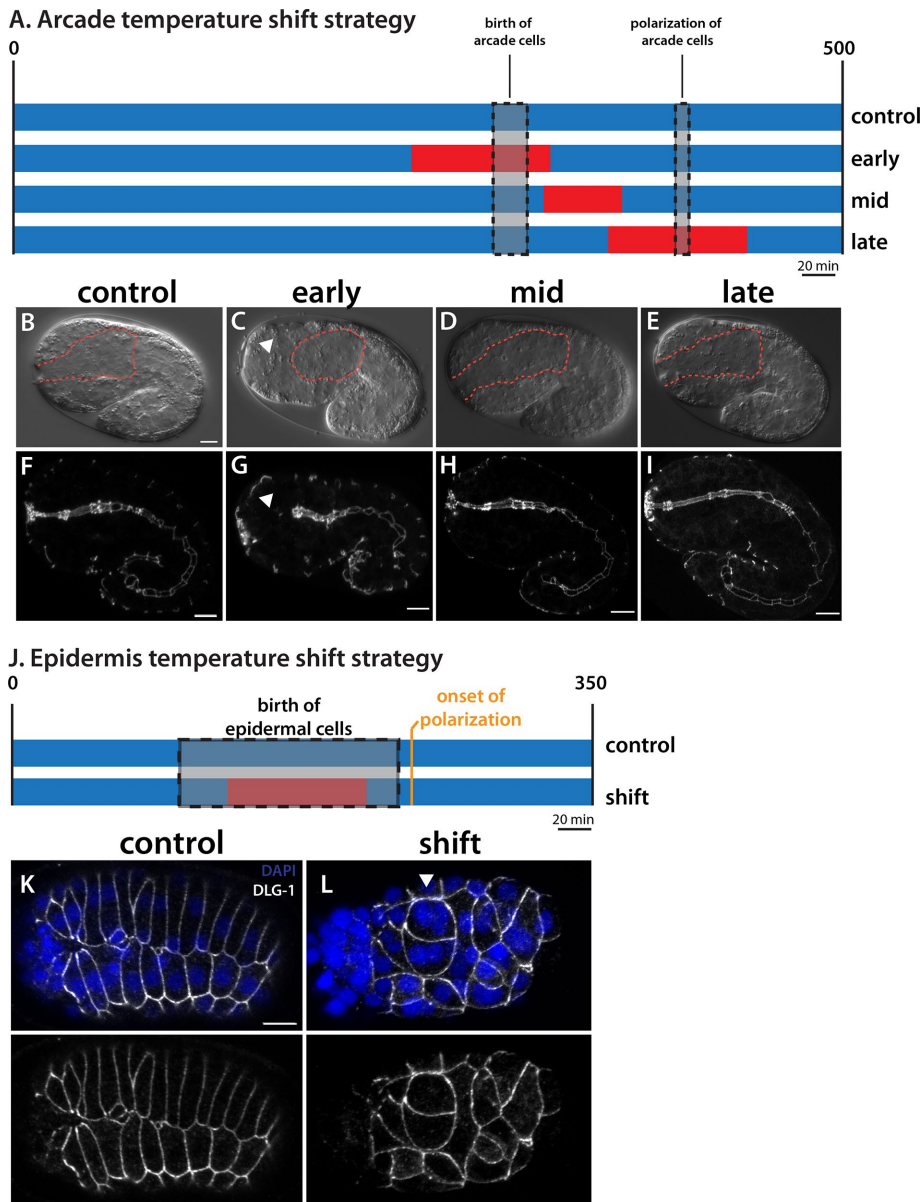 A. Arcade temperature shift strategy
birth of
arcade cells
polarization of
arcade cells
0
500
control
early
mid
late
20 min
control
early
mid
late
B
C
D
E
F
G
H
I
J. Epidermis temperature shift strategy
0
350
birth of
epidermal cells
onset of
polarization
control
shift
20 min
control
shift
K
DAPI
DLG-1
L